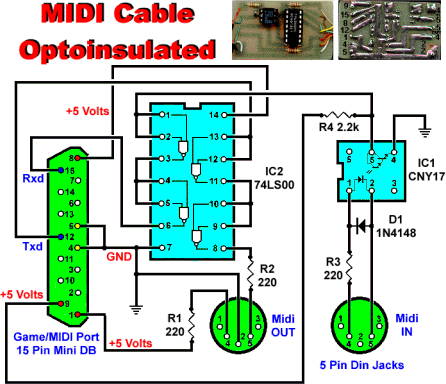 MIDI Cable
Optoinsulated
+5 Volts
R4 2.2k
IC2
74LS00
IC1
CNY17
Rxd
Txd
GND
D1
1N4148
R2
220
R3
220
+5 Volts
R1
220
+5 Volts
Midi
OUT
Midi
IN
Game/MIDI Port
15 Pin Mini DB
5 Pin Din Jacks
8
15
7
14
6
13
5
12
4
11
3
10
2
9
1
1
2
3
4
5
6
7
14
13
12
11
10
9
8
5
5
4
1
2
3
1
4
2
5
3
1
4
2
5
3